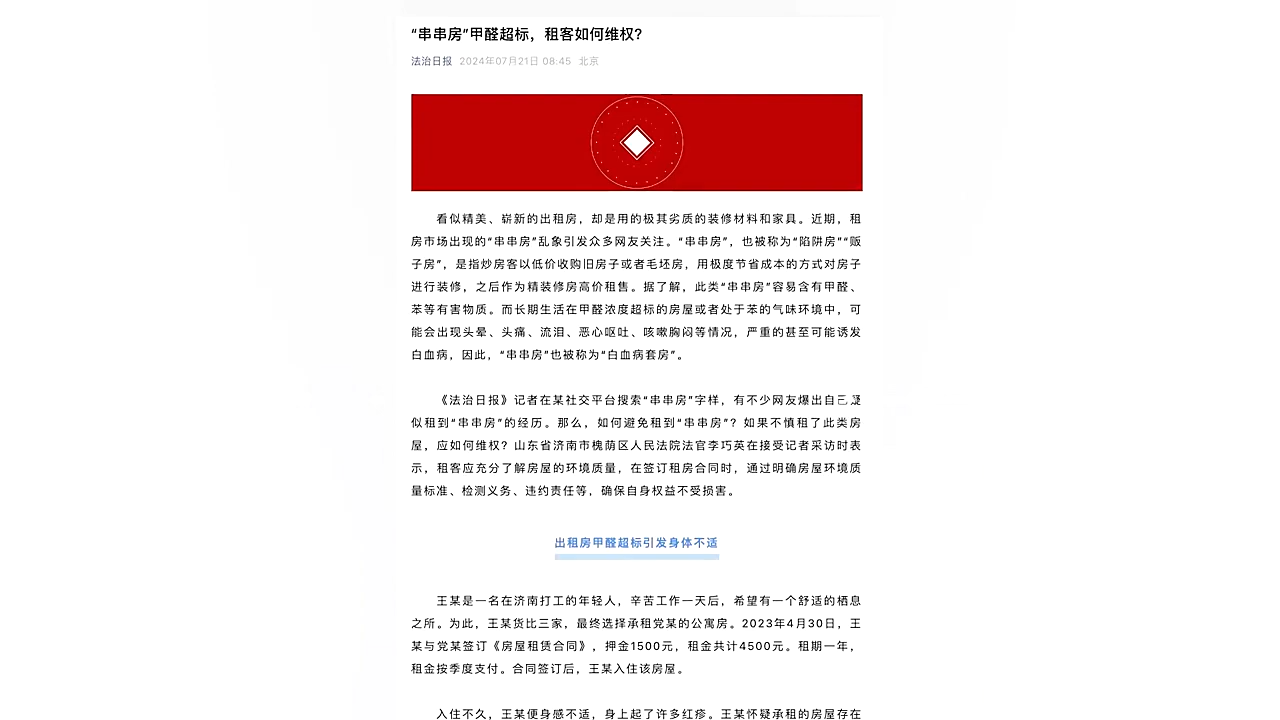 “串串房”甲醛超标，租客如何维权？
法治日报 2024年07月21日 08:45 北京
看似精美、崭新的出租房，却是用的极其劣质的装修材料和家具。近期，租
房市场出现的“串串房”乱象引发众多网友关注。“串串房”，也被称为“陷阱房”“贩
子房”，是指炒房客以低价收购旧房子或者毛坯房，用极度节省成本的方式对房子
进行装修，之后作为精装修房高价租售。据了解，此类“串串房”容易含有甲醛、
苯等有害物质。而长期生活在甲醛浓度超标的房屋或者处于苯的气味环境中，可
能会出现头晕、头痛、流泪、恶心呕吐、咳嗽胸闷等情况，严重的甚至可能诱发
白血病，因此，“串串房”也被称为“白血病套房”。
《法治日报》记者在某社交平台搜索“串串房”字样，有不少网友爆出自己疑
似租到“串串房”的经历。那么，如何避免租到“串串房”？如果不慎租了此类房
屋，应如何维权？山东省济南市槐荫区人民法院法官李巧英在接受记者采访时表
示，租客应充分了解房屋的环境质量，在签订租房合同时，通过明确房屋环境质
量标准、检测义务、违约责任等，确保自身权益不受损害。
出租房甲醛超标引发身体不适
王某是一名在济南打工的年轻人，辛苦工作一天后，希望有一个舒适的栖息
之所。为此，王某货比三家，最终选择承租党某的公寓房。2023年4月30日，王
某与党某签订《房屋租赁合同》，押金1500元，租金共计4500元。租期一年，
租金按季度支付。合同签订后，王某入住该房屋。
入住不久，王某便身感不适，身上起了许多红疹。王某怀疑承租的房屋存在